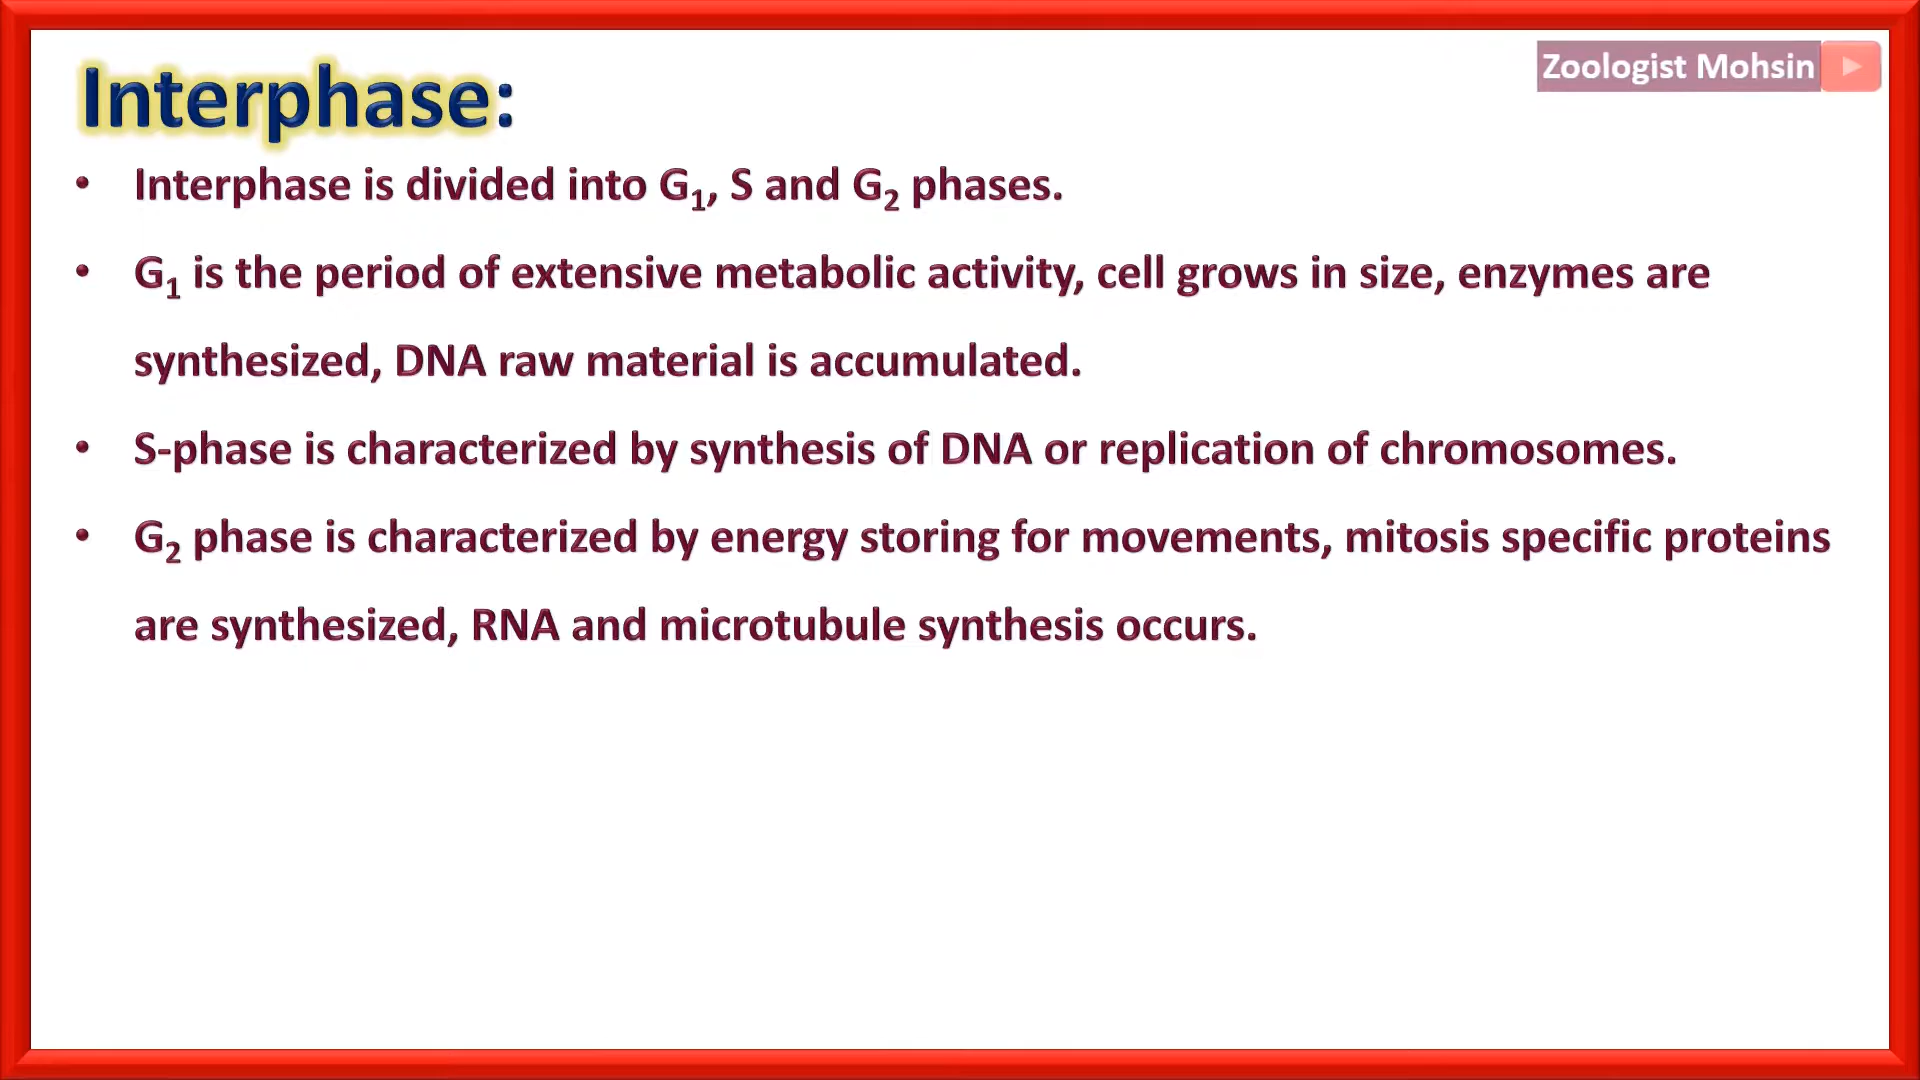 Zoologist Mohsin
Interphase:
• Interphase is divided into G₁, S and G₂ phases.
• G₁ is the period of extensive metabolic activity, cell grows in size, enzymes are
synthesized, DNA raw material is accumulated.
• S-phase is characterized by synthesis of DNA or replication of chromosomes.
• G₂ phase is characterized by energy storing for movements, mitosis specific proteins
are synthesized, RNA and microtubule synthesis occurs.